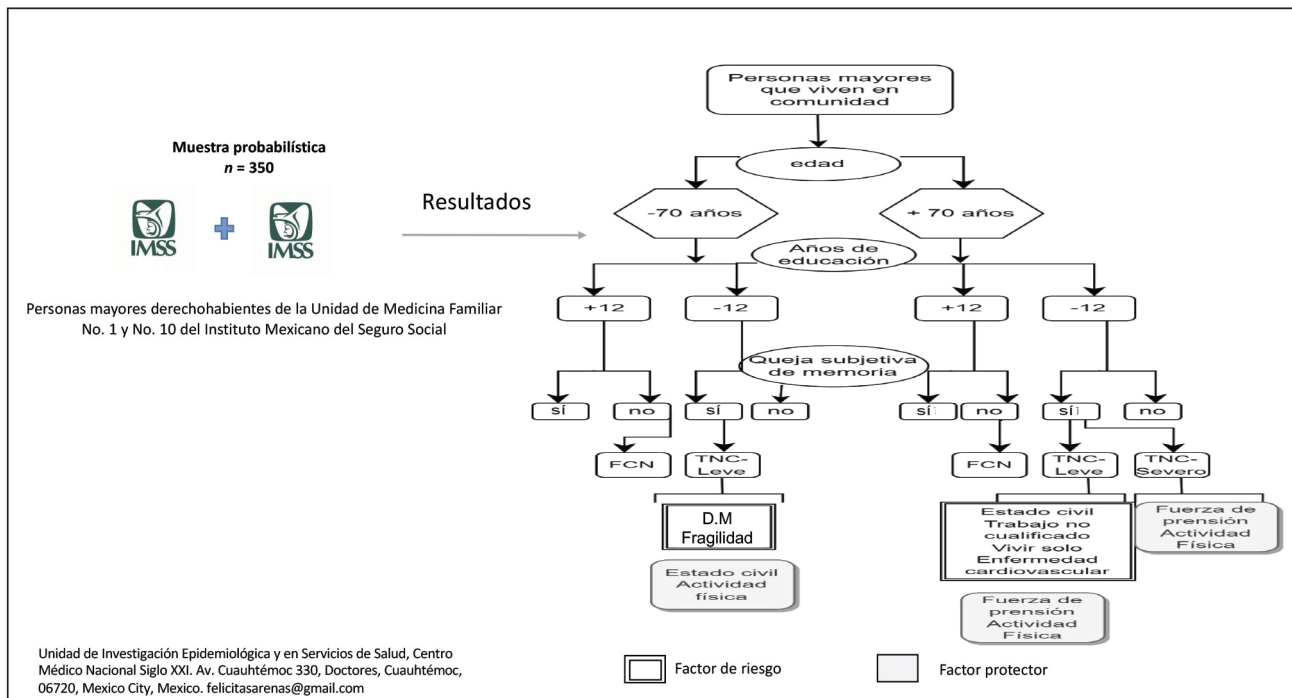 Personas mayores
que viven en
comunidad
Muestra probabilística
n = 350
edad
Resultados
-70 años
+ 70 años
IMSS
IMSS
Años de
educación
Personas mayores derechohabientes de la Unidad de Medicina Familiar
No. 1 y No. 10 del Instituto Mexicano del Seguro Social
+12
-12
+12
-12
Queja subjetiva
de memoria
sí
no
sí
no
sí
no
sí
no
FCN
TNC-
Leve
FCN
TNC-
Leve
TNC-
Severo
D.M
Fragilidad
Estado civil
Actividad
física
Estado civil
Trabajo no
cualificado
Vivir solo
Enfermedad
cardiovascular
Fuerza de
prensión
Actividad
Física
Fuerza de
prensión
Actividad
Física
Unidad de Investigación Epidemiológica y en Servicios de Salud, Centro
Médico Nacional Siglo XXI. Av. Cuauhtémoc 330, Doctores, Cuauhtémoc,
06720, Mexico City, Mexico. felicitasarenas@gmail.com
Factor de riesgo
Factor protector